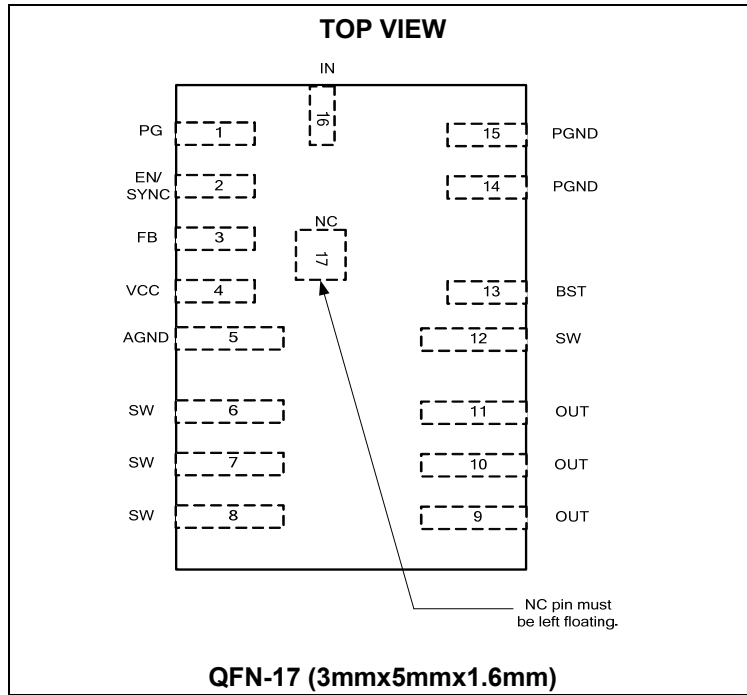 TOP VIEW
IN
16
PG 1
15 PGND
EN/
SYNC
2
14 PGND
FB 3
NC
17
VCC 4
13 BST
AGND 5
12 SW
SW 6
11 OUT
SW 7
10 OUT
SW 8
9 OUT
NC pin must
be left floating.
QFN-17 (3mmx5mmx1.6mm)